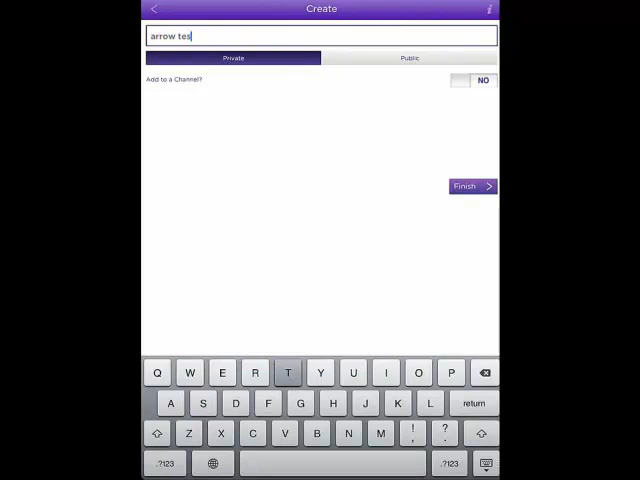 Create
arrow tes
Private Public
Add to a Channel? NO
Finish
Q W E R T Y U I O P
A S D F G H J K L return
Z X C V B N M ! , ? .
.?123 .?123